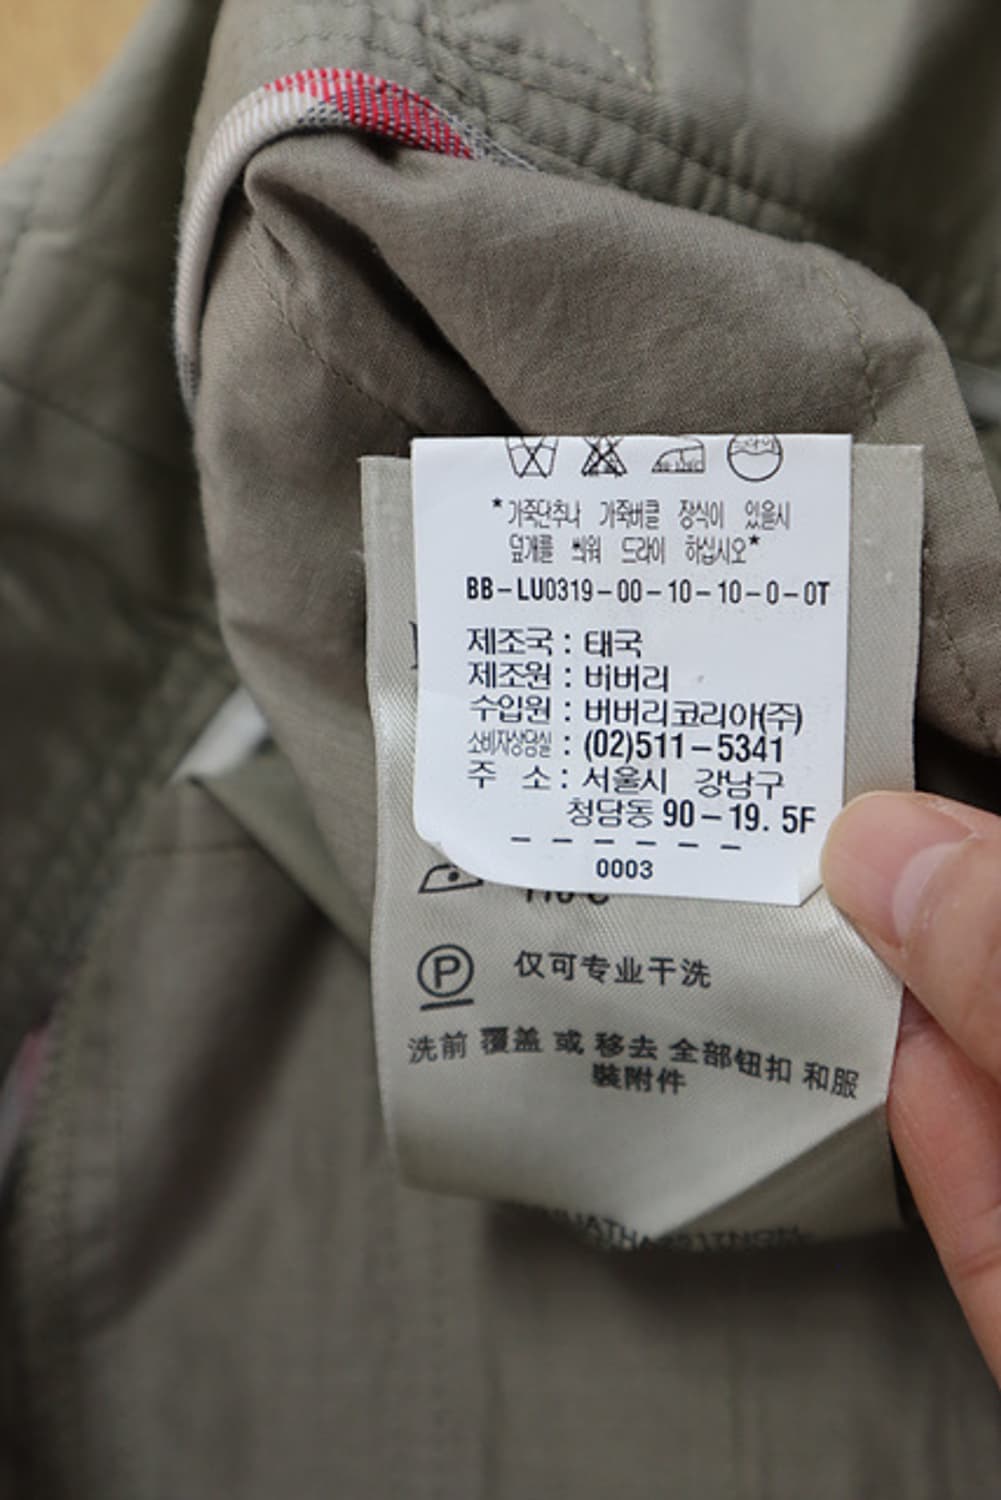 *가죽단추나 가죽버클 장식이 있을시
덮개를 씌워 드라이 하십시오*
BB-LU0319-00-10-10-0-0T
제조국 : 태국
제조원 : 버버리
수입원 : 버버리코리아(주)
소비자상담실 : (02)511-5341
주 소 : 서울시 강남구
청담동 90-19. 5F
0003
P 仅可专业干洗
洗前 覆盖 或 移去 全部钮扣 和服
裝附件